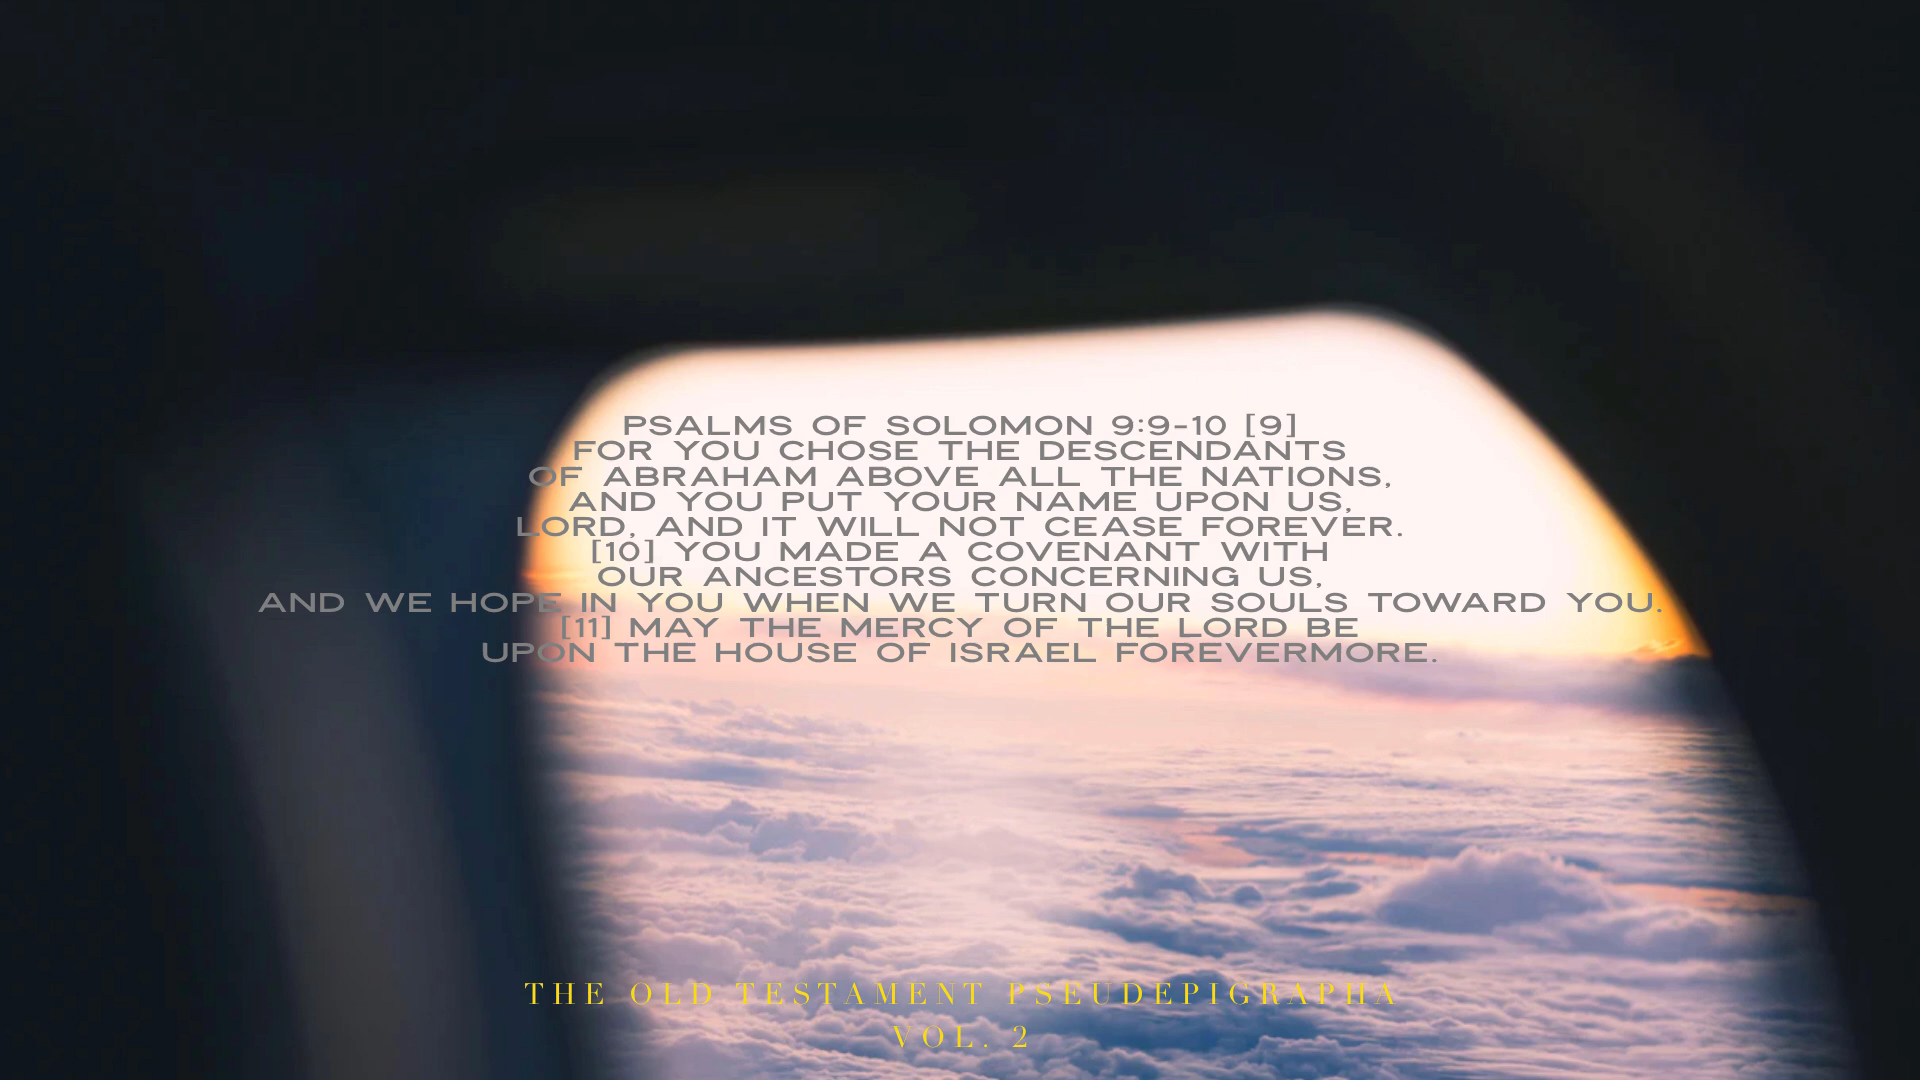 PSALMS OF SOLOMON 9:9-10 [9]
FOR YOU CHOSE THE DESCENDANTS
OF ABRAHAM ABOVE ALL THE NATIONS,
AND YOU PUT YOUR NAME UPON US,
LORD, AND IT WILL NOT CEASE FOREVER.
[10] YOU MADE A COVENANT WITH
OUR ANCESTORS CONCERNING US,
AND WE HOPE IN YOU WHEN WE TURN OUR SOULS TOWARD YOU.
[11] MAY THE MERCY OF THE LORD BE
UPON THE HOUSE OF ISRAEL FOREVERMORE.
THE OLD TESTAMENT PSEUDEPIGRAPHA
VOL. 2